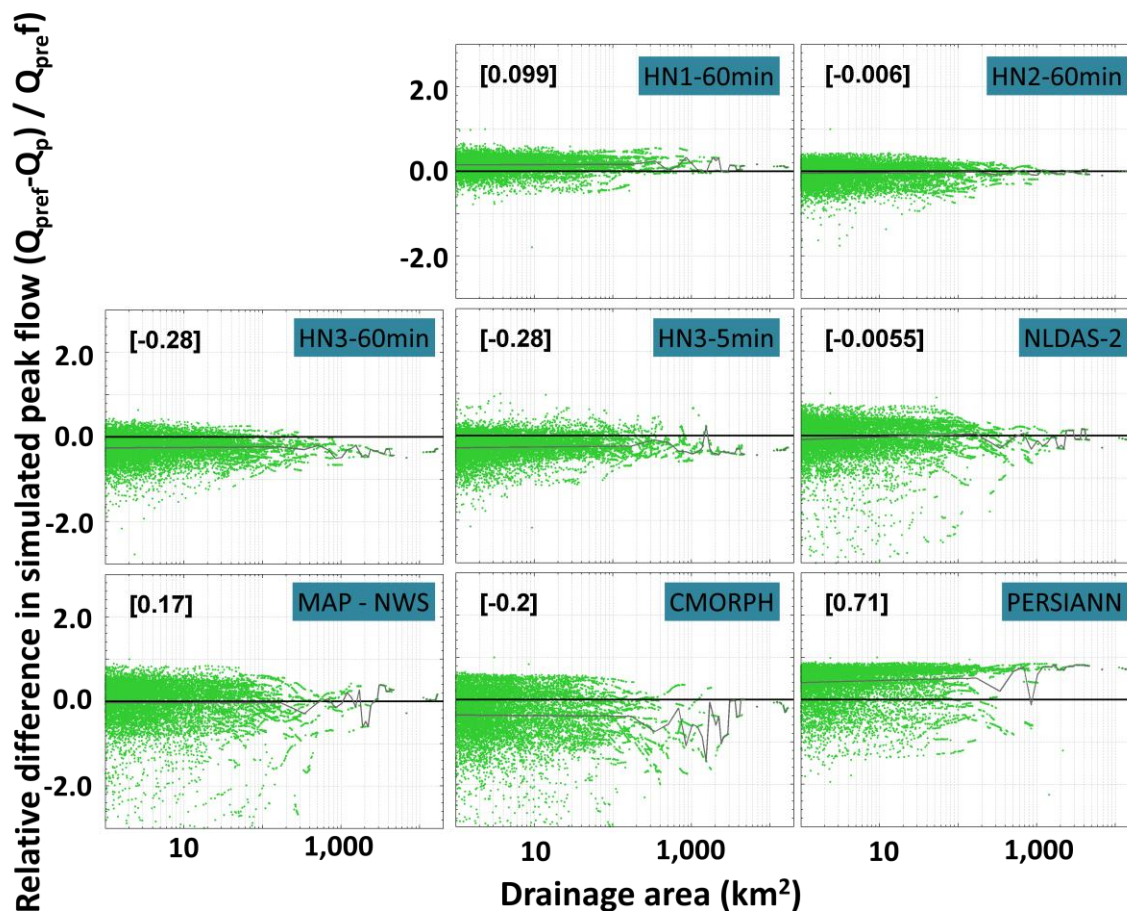 Relative difference in simulated peak flow (Qpref-Qp) / Qpref
[0.099] HN1-60min
[-0.006] HN2-60min
2.0
0.0
-2.0
[-0.28] HN3-60min
[-0.28] HN3-5min
[-0.0055] NLDAS-2
2.0
0.0
-2.0
[0.17] MAP - NWS
[-0.2] CMORPH
[0.71] PERSIANN
2.0
0.0
-2.0
10 1,000
10 1,000
10 1,000
Drainage area (km²)